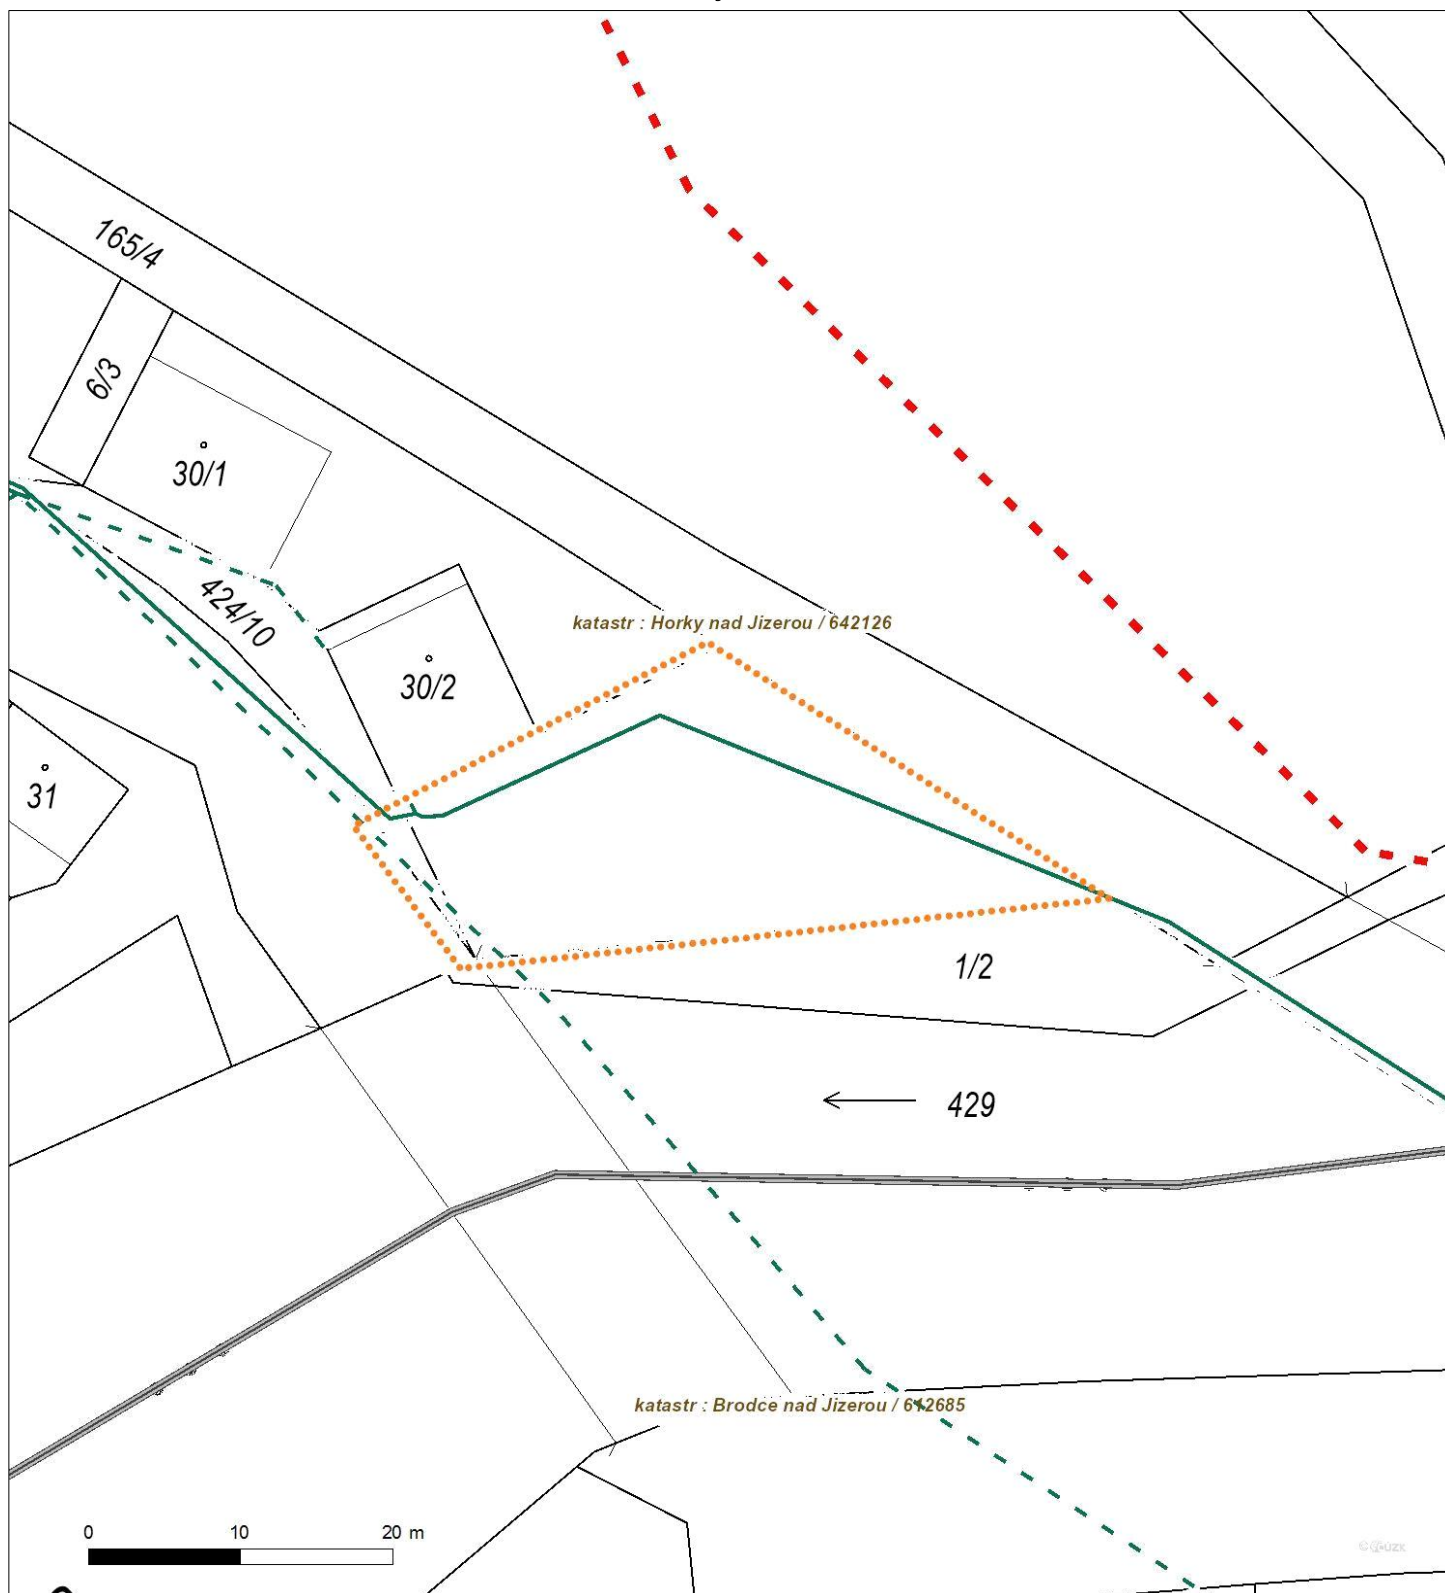 165/4
6/3
30/1
424/10
katastr : Horky nad Jizerou / 642126
30/2
31
1/2
429
katastr : Brodce nad Jizerou / 612685
0 10 20 m